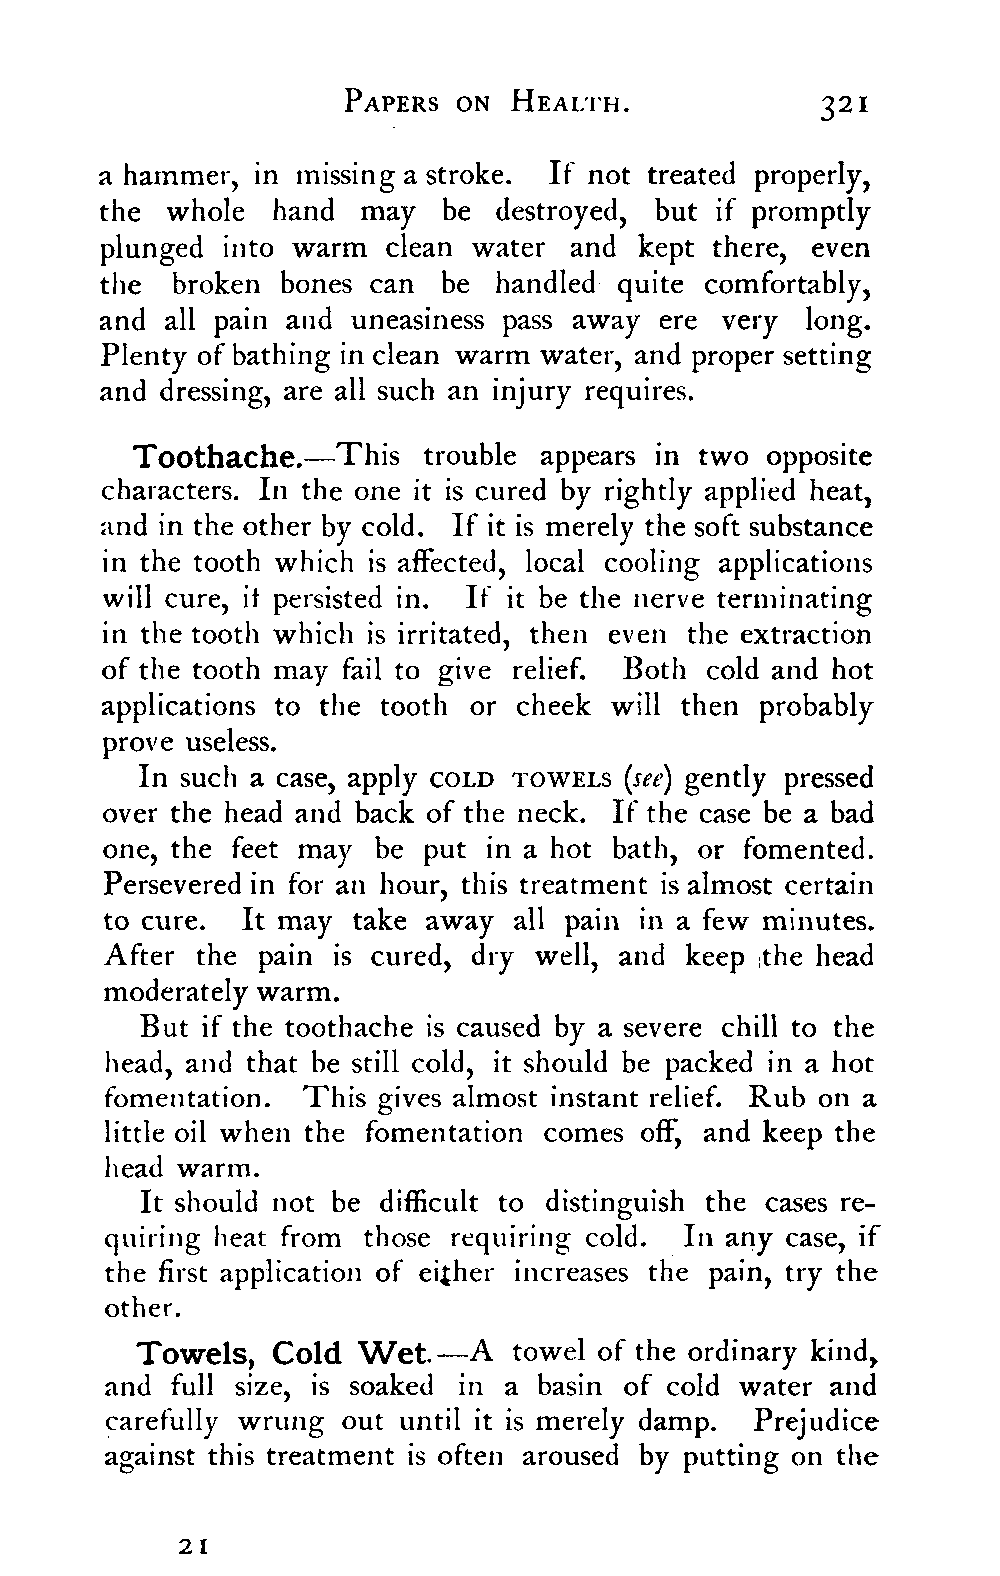 PAPERS ON HEALTH. 321
a hammer, in missing a stroke. If not treated properly,
the whole hand may be destroyed, but if promptly
plunged into warm clean water and kept there, even
the broken bones can be handled quite comfortably,
and all pain and uneasiness pass away ere very long.
Plenty of bathing in clean warm water, and proper setting
and dressing, are all such an injury requires.
Toothache.—This trouble appears in two opposite
characters. In the one it is cured by rightly applied heat,
and in the other by cold. If it is merely the soft substance
in the tooth which is affected, local cooling applications
will cure, if persisted in. If it be the nerve terminating
in the tooth which is irritated, then even the extraction
of the tooth may fail to give relief. Both cold and hot
applications to the tooth or cheek will then probably
prove useless.
In such a case, apply COLD TOWELS (see) gently pressed
over the head and back of the neck. If the case be a bad
one, the feet may be put in a hot bath, or fomented.
Persevered in for an hour, this treatment is almost certain
to cure. It may take away all pain in a few minutes.
After the pain is cured, dry well, and keep the head
moderately warm.
But if the toothache is caused by a severe chill to the
head, and that be still cold, it should be packed in a hot
fomentation. This gives almost instant relief. Rub on a
little oil when the fomentation comes off, and keep the
head warm.
It should not be difficult to distinguish the cases re-
quiring heat from those requiring cold. In any case, if
the first application of either increases the pain, try the
other.
Towels, Cold Wet.—A towel of the ordinary kind,
and full size, is soaked in a basin of cold water and
carefully wrung out until it is merely damp. Prejudice
against this treatment is often aroused by putting on the
21